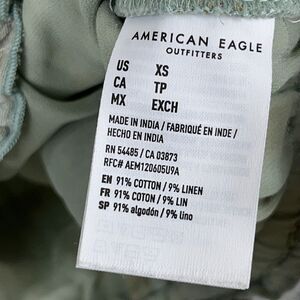 AMERICAN EAGLE
OUTFITTERS
US XS
CA TP
MX EXCH
MADE IN INDIA / FABRIQUÉ EN INDE /
HECHO EN INDIA
RN 54485 / CA 03873
RFC# AEM120605U9A
EN 91% COTTON / 9% LINEN
FR 91% COTON / 9% LIN
SP 91% algodón / 9% lino